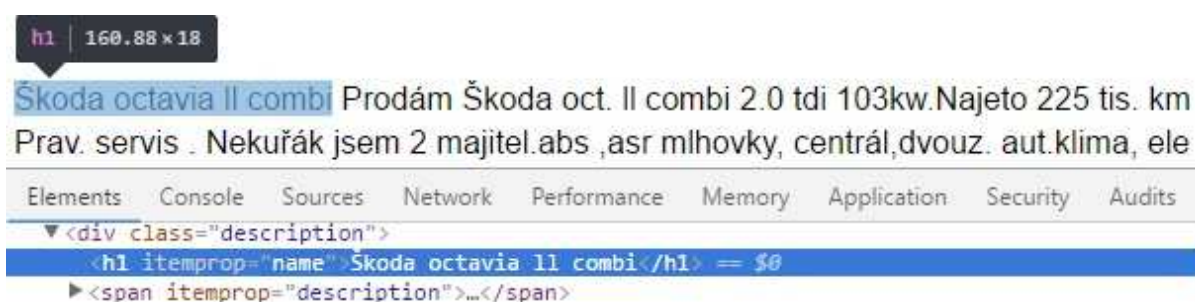 h1 | 160.88 × 18
Škoda octavia ll combi Prodám Škoda oct. ll combi 2.0 tdi 103kw.Najeto 225 tis. km
Prav. servis . Nekuřák jsem 2 majitel.abs ,asr mlhovky, centrál,dvouz. aut.klima, ele
Elements Console Sources Network Performance Memory Application Security Audits
▼<div class="description">
<h1 itemprop="name">Škoda octavia ll combi</h1> == $0
▶<span itemprop="description">…</span>